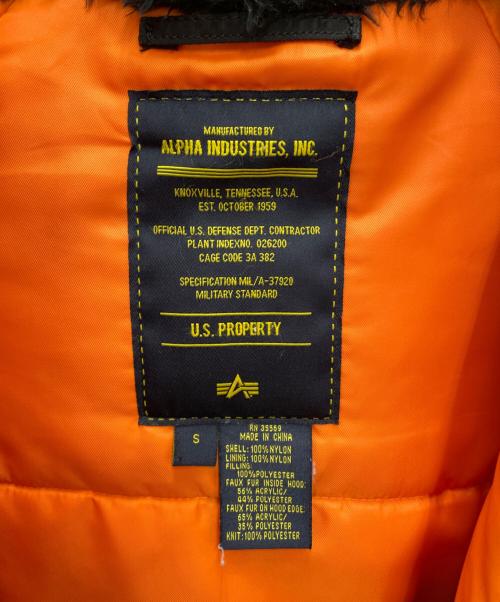 MANUFACTURED BY
ALPHA INDUSTRIES, INC.
KNOXVILLE, TENNESSEE, U.S.A.
EST. OCTOBER 1959
OFFICIAL U.S. DEFENSE DEPT. CONTRACTOR
PLANT INDEXNO. 026200
CAGE CODE 3A 382
SPECIFICATION MIL/A-37920
MILITARY STANDARD
U.S. PROPERTY
S
RN 35569
MADE IN CHINA
SHELL: 100%NYLON
LINING: 100%NYLON
FILLING:
100%POLYESTER
FAUX FUR INSIDE HOOD:
56% ACRYLIC/
44% POLYESTER
FAUX FUR ON HOOD EDGE:
65% ACRYLIC/
35% POLYESTER
KNIT: 100% POLYESTER